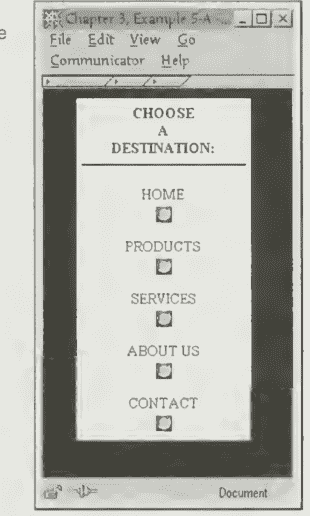 e
Chapter 3, Example 5-A
File Edit View Go
Communicator Help
CHOOSE
A
DESTINATION:
HOME
PRODUCTS
SERVICES
ABOUT US
CONTACT
Document